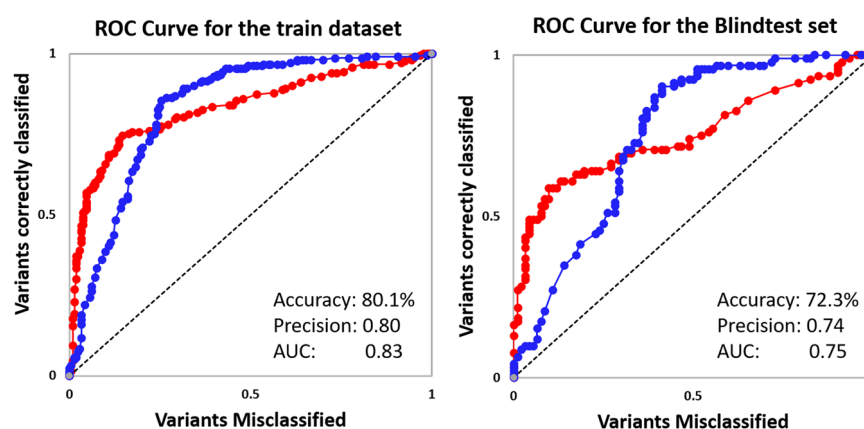 ROC Curve for the train dataset
Variants correctly classified
1
0.5
0
Accuracy: 80.1%
Precision: 0.80
AUC: 0.83
0
0.5
1
Variants Misclassified
ROC Curve for the Blindtest set
Variants correctly classified
1
0.5
0
Accuracy: 72.3%
Precision: 0.74
AUC: 0.75
0
0.5
Variants Misclassified